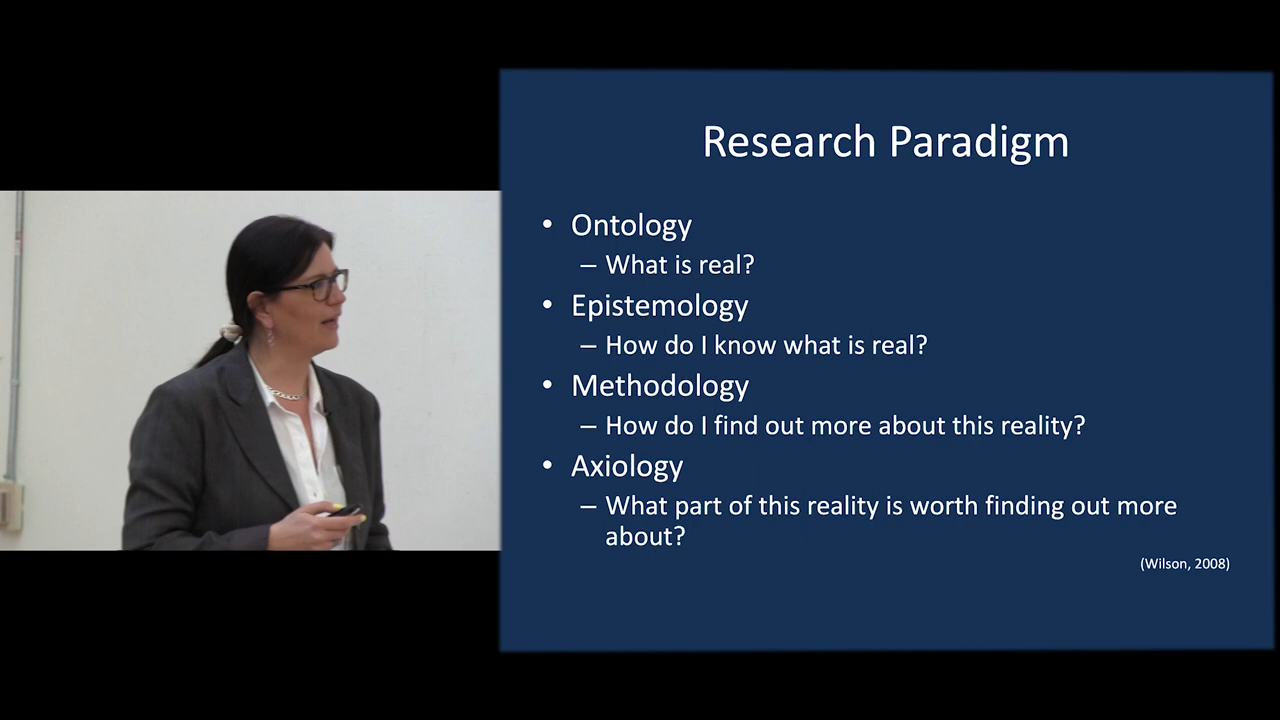 Research Paradigm
• Ontology
– What is real?
• Epistemology
– How do I know what is real?
• Methodology
– How do I find out more about this reality?
• Axiology
– What part of this reality is worth finding out more
about?
(Wilson, 2008)